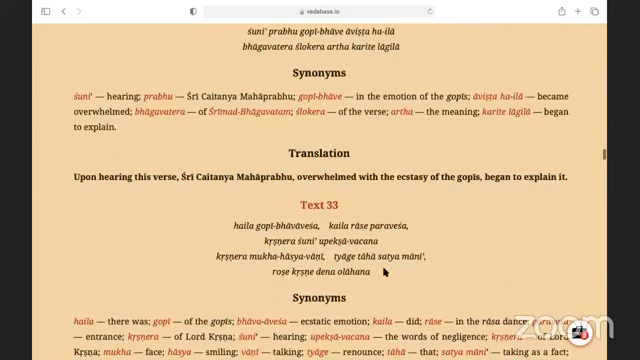 vedabase.io
śuni' prabhu gopī-bhāve āviṣṭa ha-ilā
bhāgavatera ślokera artha karite lāgilā
Synonyms
śuni' — hearing; prabhu — Śrī Caitanya Mahāprabhu; gopī-bhāve — in the emotion of the gopīs; āviṣṭa ha-ilā — became
overwhelmed; bhāgavatera — of Śrīmad-Bhāgavatam; ślokera — of the verse; artha — the meaning; karite lāgilā — began
to explain.
Translation
Upon hearing this verse, Śrī Caitanya Mahāprabhu, overwhelmed with the ecstasy of the gopīs, began to explain it.
Text 33
haila gopī-bhāvāveśa, kaila rāse paraveśa,
kṛṣṇera śuni' upekṣā-vacana
kṛṣṇera mukha-hāsya-vāṇī, tyāge tāhā satya māni',
roṣe kṛṣṇe dena olāhana
Synonyms
haila — there was; gopī — of the gopīs; bhāva-āveśa — ecstatic emotion; kaila — did; rāse — in the rāsa dance; paraveśa —
entrance; kṛṣṇera — of Lord Kṛṣṇa; śuni' — hearing; upekṣā-vacana — the words of negligence; kṛṣṇera — of Lord
Kṛṣṇa; mukha — face; hāsya — smiling; vāṇī — talking; tyāge — renounce; tāhā — that; satya māni' — taking as a fact;
zoom